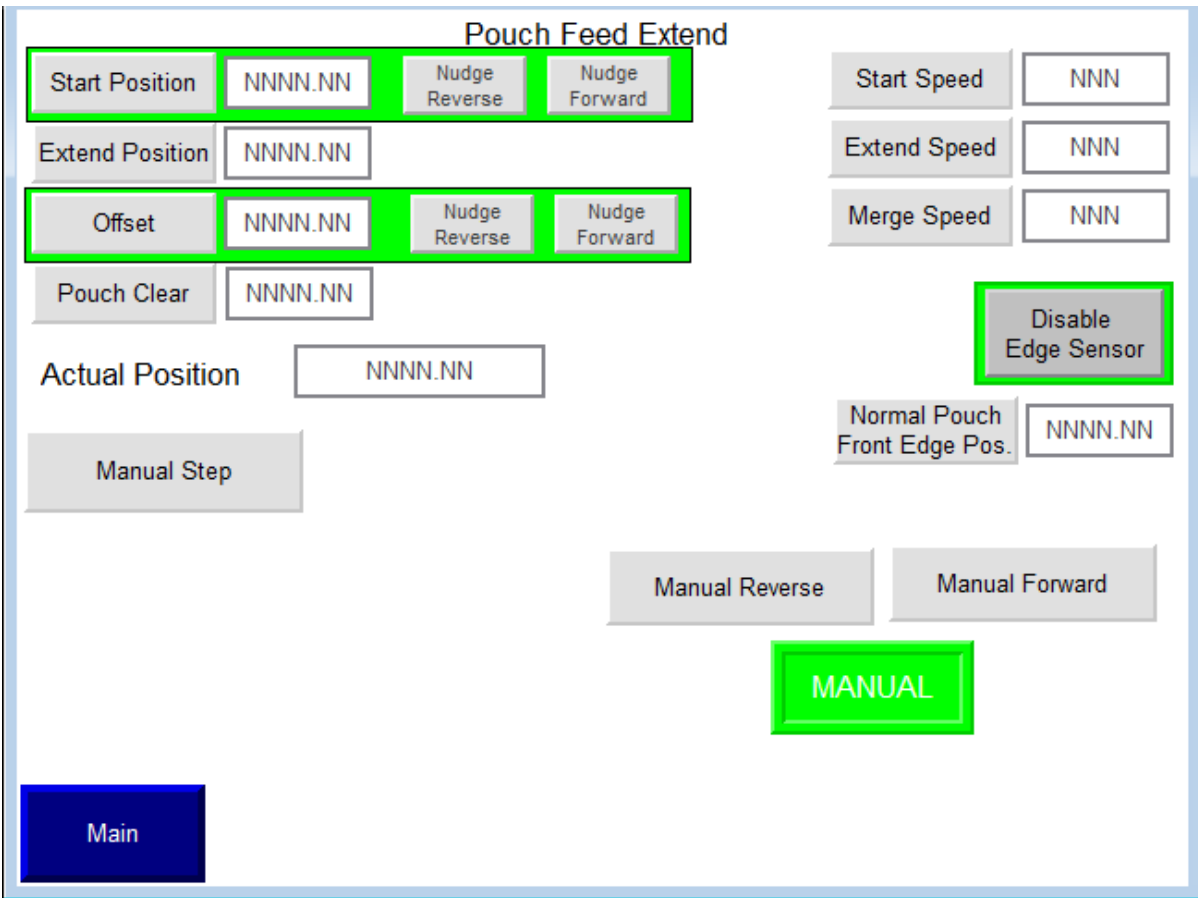 Pouch Feed Extend
Start Position NNNN.NN Nudge Reverse Nudge Forward Start Speed NNN
Extend Position NNNN.NN Extend Speed NNN
Offset NNNN.NN Nudge Reverse Nudge Forward Merge Speed NNN
Pouch Clear NNNN.NN
Disable
Edge Sensor
Actual Position NNNN.NN
Normal Pouch
Front Edge Pos. NNNN.NN
Manual Step
Manual Reverse Manual Forward
MANUAL
Main